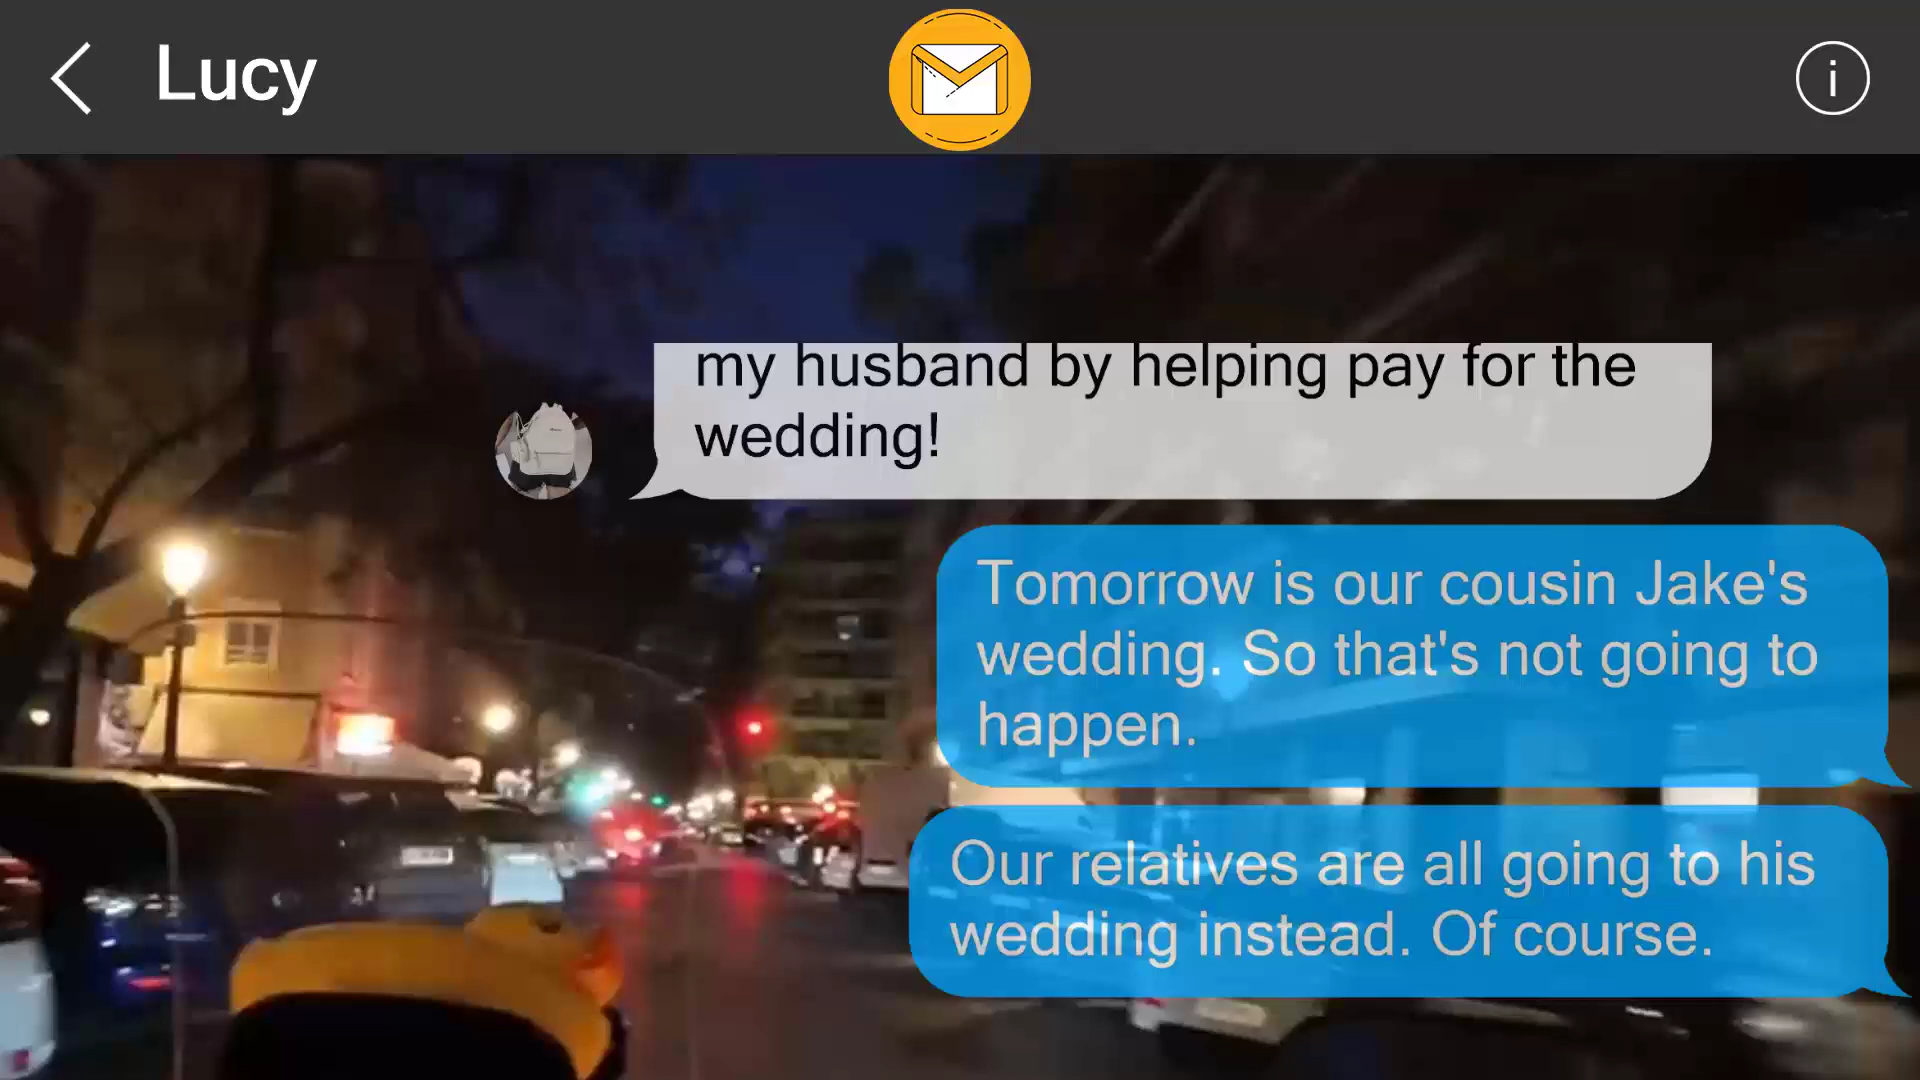 Lucy
my husband by helping pay for the
wedding!
Tomorrow is our cousin Jake's
wedding. So that's not going to
happen.
Our relatives are all going to his
wedding instead. Of course.